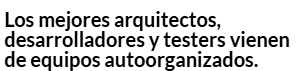 Los mejores arquitectos,
desarrolladores y testers vienen
de equipos autoorganizados.